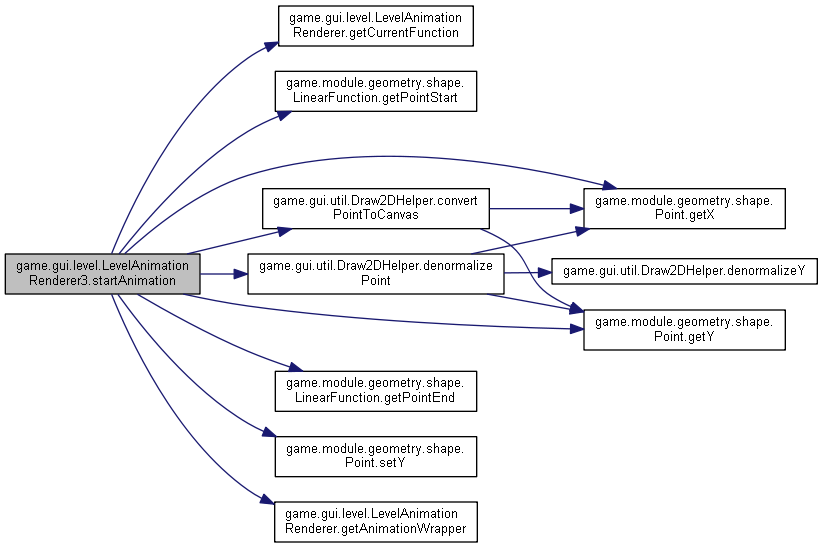 game.gui.level.LevelAnimation
Renderer.getCurrentFunction
game.module.geometry.shape.
LinearFunction.getPointStart
game.gui.util.Draw2DHelper.convert
PointToCanvas
game.module.geometry.shape.
Point.getX
game.gui.level.LevelAnimation
Renderer3.startAnimation
game.gui.util.Draw2DHelper.denormalize
Point
game.gui.util.Draw2DHelper.denormalizeY
game.module.geometry.shape.
Point.getY
game.module.geometry.shape.
LinearFunction.getPointEnd
game.module.geometry.shape.
Point.setY
game.gui.level.LevelAnimation
Renderer.getAnimationWrapper